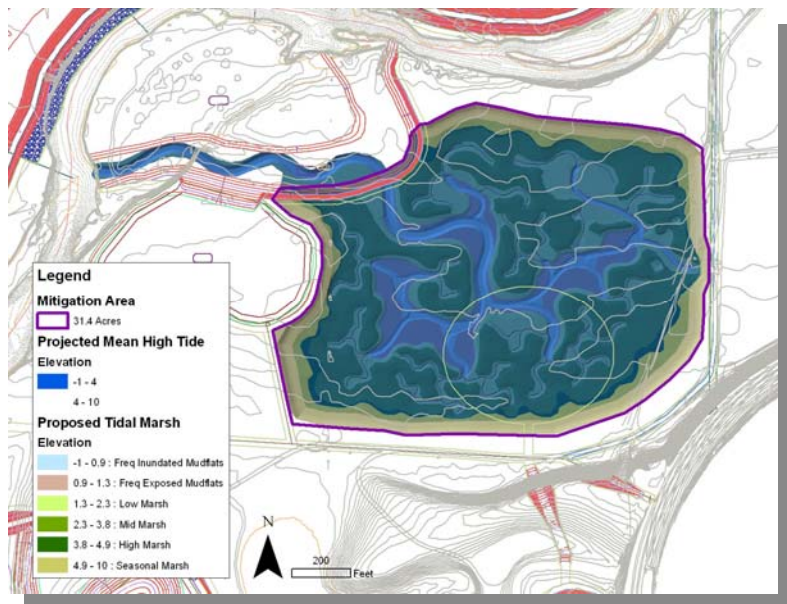 Legend
Mitigation Area
31.4 Acres
Projected Mean High Tide
Elevation
-1 - 4
4 - 10
Proposed Tidal Marsh
Elevation
-1 - 0.9 : Freq Inundated Mudflats
0.9 - 1.3 : Freq Exposed Mudflats
1.3 - 2.3 : Low Marsh
2.3 - 3.8 : Mid Marsh
3.8 - 4.9 : High Marsh
4.9 - 10 : Seasonal Marsh
N
200
Feet